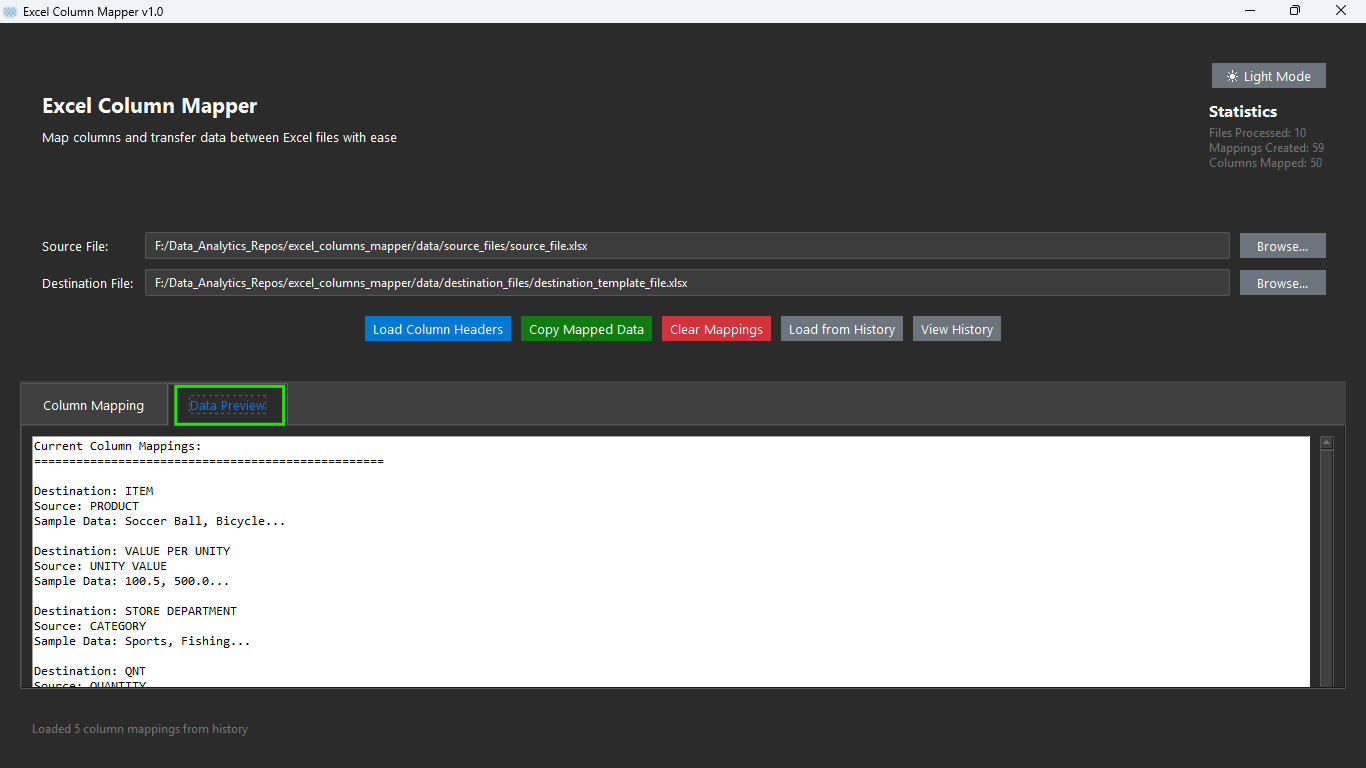 Excel Column Mapper v1.0
Light Mode
Excel Column Mapper
Map columns and transfer data between Excel files with ease
Statistics
Files Processed: 10
Mappings Created: 59
Columns Mapped: 50
Source File: F:/Data_Analytics_Repos/excel_columns_mapper/data/source_files/source_file.xlsx Browse...
Destination File: F:/Data_Analytics_Repos/excel_columns_mapper/data/destination_files/destination_template_file.xlsx Browse...
Load Column Headers Copy Mapped Data Clear Mappings Load from History View History
Column Mapping Data Preview
Current Column Mappings:
==================================================
Destination: ITEM
Source: PRODUCT
Sample Data: Soccer Ball, Bicycle...
Destination: VALUE PER UNITY
Source: UNITY VALUE
Sample Data: 100.5, 500.0...
Destination: STORE DEPARTMENT
Source: CATEGORY
Sample Data: Sports, Fishing...
Destination: QNT
Source: QUANTITY
Loaded 5 column mappings from history